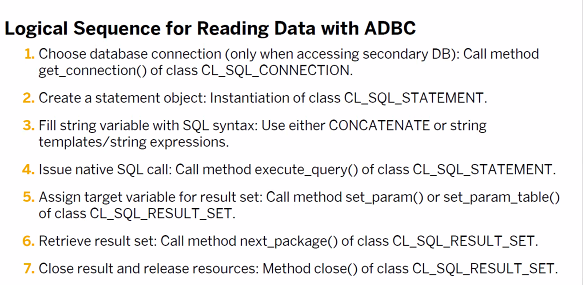 Logical Sequence for Reading Data with ADBC
1. Choose database connection (only when accessing secondary DB): Call method
get_connection() of class CL_SQL_CONNECTION.
2. Create a statement object: Instantiation of class CL_SQL_STATEMENT.
3. Fill string variable with SQL syntax: Use either CONCATENATE or string
templates/string expressions.
4. Issue native SQL call: Call method execute_query() of class CL_SQL_STATEMENT.
5. Assign target variable for result set: Call method set_param() or set_param_table()
of class CL_SQL_RESULT_SET.
6. Retrieve result set: Call method next_package() of class CL_SQL_RESULT_SET.
7. Close result and release resources: Method close() of class CL_SQL_RESULT_SET.